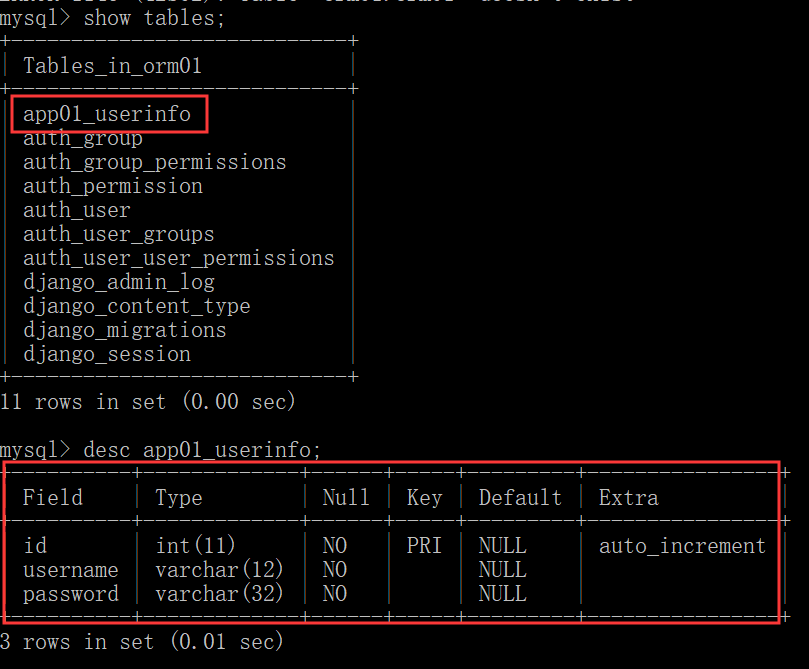 mysql> show tables;
Tables_in_orm01
app01_userinfo
auth_group
auth_group_permissions
auth_permission
auth_user
auth_user_groups
auth_user_user_permissions
django_admin_log
django_content_type
django_migrations
django_session
11 rows in set (0.00 sec)
mysql> desc app01_userinfo;
Field Type Null Key Default Extra
id int(11) NO PRI NULL auto_increment
username varchar(12) NO NULL
password varchar(32) NO NULL
3 rows in set (0.01 sec)